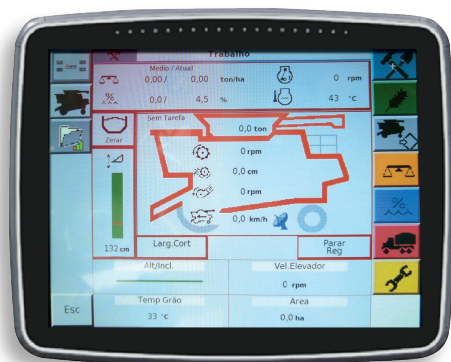 Trabalho
Medio / Atual
0,00 / 0,00 ton/ha 0 rpm
% 0,0 / 4,5 % 43 °C
Sem Tarefa
0,0 ton
Zerar
0 rpm
0,0 cm
0 rpm
0,0 km/h
132 cm
Larg.Cort
Parar
Reg
Alt/Incl.
Vel.Elevador
0 rpm
Temp Grão
Area
Esc
33 °C
0,0 ha
%